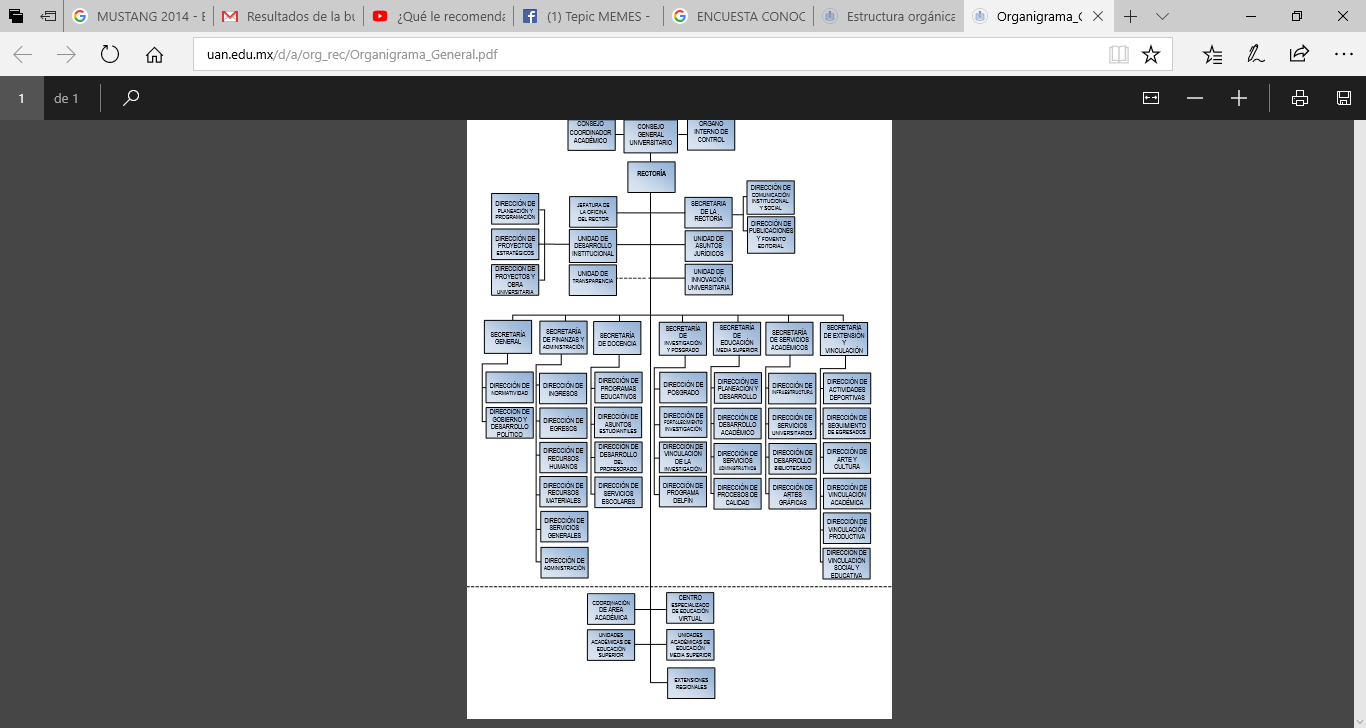 MUSTANG 2014 - E
Resultados de la bu
¿Qué le recomenda
(1) Tepic MEMES -
ENCUESTA CONOC
Estructura orgánica
Organigrama_G
uan.edu.mx/d/a/org_rec/Organigrama_General.pdf
1
de 1
CONSEJO
COORDINADOR
ACADÉMICO
CONSEJO
GENERAL
UNIVERSITARIO
ORGANO
INTERNO DE
CONTROL
RECTORÍA
DIRECCIÓN DE
PLANEACIÓN Y
PROGRAMACIÓN
JEFATURA DE
LA OFICINA
DEL RECTOR
SECRETARIA
DE LA
RECTORIA
DIRECCIÓN DE
COMUNICACIÓN
INSTITUCIONAL
Y SOCIAL
DIRECCIÓN DE
PUBLICACIONES
Y FOMENTO
EDITORIAL
DIRECCIÓN DE
PROYECTOS
ESTRATÉGICOS
UNIDAD DE
DESARROLLO
INSTITUCIONAL
UNIDAD DE
ASUNTOS
JURIDICOS
DIRECCIÓN DE
PROYECTOS Y
OBRA
UNIVERSITARIA
UNIDAD DE
TRANSPARENCIA
UNIDAD DE
INNOVACIÓN
UNIVERSITARIA
SECRETARÍA
GENERAL
SECRETARÍA
DE FINANZAS Y
ADMINISTRACIÓN
SECRETARÍA
DE DOCENCIA
SECRETARÍA
DE
INVESTIGACIÓN
Y POSGRADO
SECRETARÍA
DE
EDUCACIÓN
MEDIA SUPERIOR
SECRETARÍA
DE SERVICIOS
ACADÉMICOS
SECRETARIA
DE EXTENSIÓN
Y
VINCULACIÓN
DIRECCIÓN DE
NORMATIVIDAD
DIRECCIÓN DE
GOBIERNO Y
DESARROLLO
POLITICO
DIRECCIÓN DE
INGRESOS
DIRECCIÓN DE
EGRESOS
DIRECCIÓN DE
RECURSOS
HUMANOS
DIRECCIÓN DE
RECURSOS
MATERIALES
DIRECCIÓN DE
SERVICIOS
GENERALES
DIRECCIÓN DE
ADMINISTRACIÓN
DIRECCIÓN DE
PROGRAMAS
EDUCATIVOS
DIRECCIÓN DE
ASUNTOS
ESTUDIANTILES
DIRECCIÓN DE
DESARROLLO
DEL
PROFESORADO
DIRECCIÓN DE
SERVICIOS
ESCOLARES
DIRECCIÓN DE
POSGRADO
DIRECCIÓN DE
FORTALECIMIENTO
INVESTIGACIÓN
DIRECCIÓN DE
VINCULACIÓN
DE LA
INVESTIGACIÓN
DIRECCIÓN DE
PROGRAMA
DELFÍN
DIRECCIÓN DE
PLANEACIÓN Y
DESARROLLO
DIRECCIÓN DE
DESARROLLO
ACADÉMICO
DIRECCIÓN DE
SERVICIOS
ADMINISTRATIVOS
DIRECCIÓN DE
PROCESOS DE
CALIDAD
DIRECCIÓN DE
INFRAESTRUCTURA
DIRECCIÓN DE
SERVICIOS
UNIVERSITARIOS
DIRECCIÓN DE
DESARROLLO
BIBLIOTECARIO
DIRECCIÓN DE
ARTES
GRÁFICAS
DIRECCIÓN DE
ACTIVIDADES
DEPORTIVAS
DIRECCIÓN DE
SEGUIMIENTO
DE EGRESADOS
DIRECCIÓN DE
ARTE Y
CULTURA
DIRECCIÓN DE
VINCULACIÓN
ACADÉMICA
DIRECCIÓN DE
VINCULACIÓN
PRODUCTIVA
DIRECCIÓN DE
VINCULACIÓN
SOCIAL Y
EDUCATIVA
COORDINACIÓN
DE ÁREA
ACADÉMICA
CENTRO
ESPECIALIZADO
DE EDUCACIÓN
VIRTUAL
UNIDADES
ACADÉMICAS DE
EDUCACIÓN
SUPERIOR
UNIDADES
ACADÉMICAS DE
EDUCACIÓN
MEDIA SUPERIOR
EXTENSIONES
REGIONALES